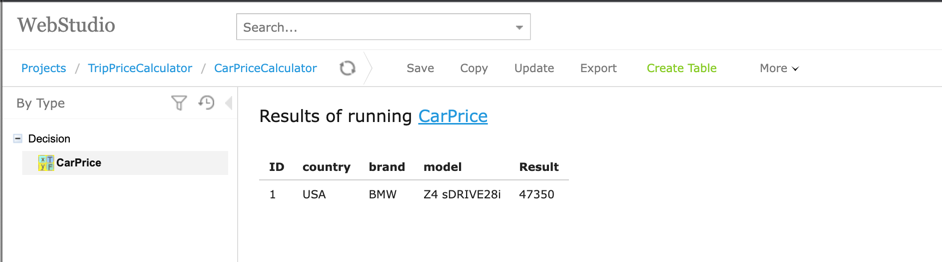 WebStudio
Search...
Projects / TripPriceCalculator / CarPriceCalculator Save Copy Update Export Create Table More
By Type
Decision
CarPrice
Results of running CarPrice
ID country brand model Result
1 USA BMW Z4 sDRIVE28i 47350